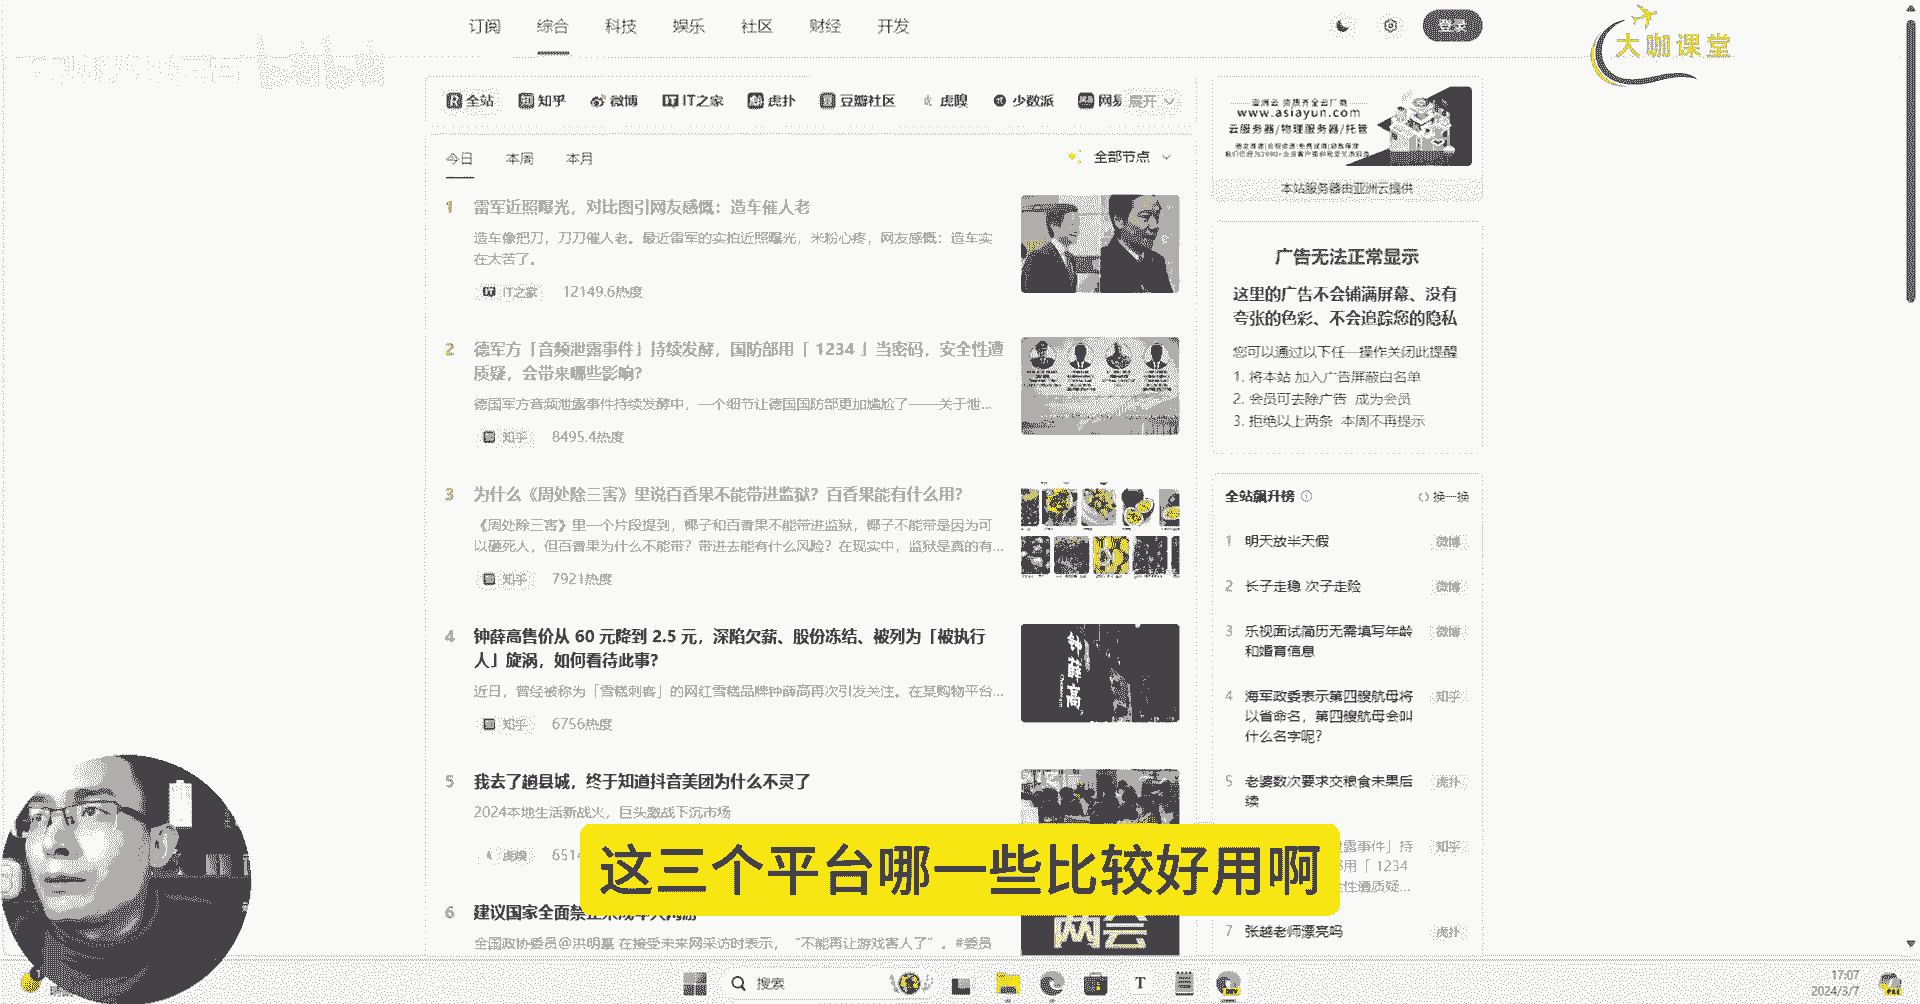 订阅 综合 科技 娱乐 社区 财经 开发
登录
大咖课堂
全站 知乎 微博 IT之家 虎扑 豆瓣社区 虎嗅 少数派 网易 展开
今日 本周 本月
全部节点
1 雷军近照曝光，对比图引网友感慨：造车催人老
造车像把刀，刀刀催人老。最近雷军的实拍近照曝光，米粉心疼，网友感慨：造车实
在太苦了。
IT之家 12149.6热度
2 德军方「音频泄露事件」持续发酵，国防部用「 1234 」当密码，安全性遭
质疑，会带来哪些影响？
德国军方音频泄露事件持续发酵中，一个细节让德国国防部更加尴尬了——关于泄...
知乎 8495.4热度
3 为什么《周处除三害》里说百香果不能带进监狱？百香果能有什么用？
《周处除三害》里一个片段提到，椰子和百香果不能带进监狱，椰子不能带是因为可
以砸死人，但百香果为什么不能带？带进去能有什么风险？在现实中，监狱是真的有...
知乎 7921热度
4 钟薛高售价从 60 元降到 2.5 元，深陷欠薪、股份冻结、被列为「被执行
人」旋涡，如何看待此事？
近日，曾经被称为「雪糕刺客」的网红雪糕品牌钟薛高再次引发关注。在某购物平台...
知乎 6756热度
钟薛高
5 我去了趟县城，终于知道抖音美团为什么不灵了
2024本地生活新战火，巨头激战下沉市场
虎嗅 651
6 建议国家全面禁止未成年人网游
全国政协委员@洪明基 在接受未来网采访时表示，“不能再让游戏害人了”。#委员
网会
亚洲云 资质齐全云厂商
www.asiayun.com
云服务器/物理服务器/托管
本站服务器由亚洲云提供
广告无法正常显示
这里的广告不会铺满屏幕、没有
夸张的色彩、不会追踪您的隐私
您可以通过以下任一操作关闭此提醒
1. 将本站 加入广告屏蔽白名单
2. 会员可去除广告 成为会员
3. 拒绝以上两条 本周不再提示
全站飙升榜 换一换
1 明天放半天假 微博
2 长子走稳 次子走险 微博
3 乐视面试简历无需填写年龄 微博
和婚育信息
4 海军政委表示第四艘航母将 知乎
以省命名，第四艘航母会叫
什么名字呢？
5 老婆数次要求交粮食未果后 虎扑
续
露事件」持 知乎
用「 1234
性遭质疑...
7 张越老师漂亮吗 虎扑
这三个平台哪一些比较好用啊
搜索
17:07
2024/3/7